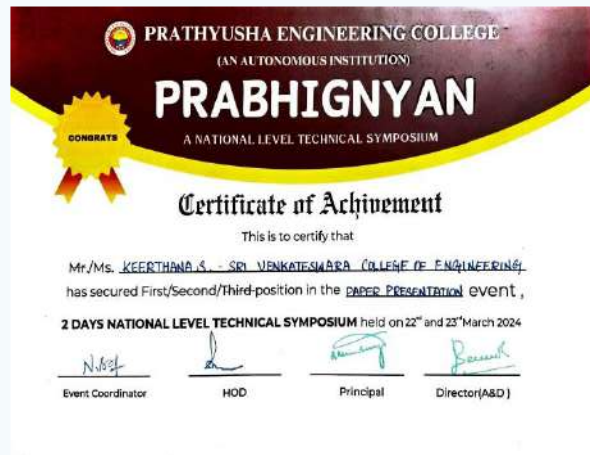 PRATHYUSHA ENGINEERING COLLEGE
(AN AUTONOMOUS INSTITUTION)
PRABHIGNYAN
CONGRATS
A NATIONAL LEVEL TECHNICAL SYMPOSIUM
Certificate of Achivement
This is to certify that
Mr./Ms. KEERTHANA.S. - SRI VENKATESWARA COLLEGE OF ENGINEERING
has secured First/Second/Third position in the PAPER PRESENTATION event,
2 DAYS NATIONAL LEVEL TECHNICAL SYMPOSIUM held on 22nd and 23rd March 2024
Event Coordinator HOD Principal Director(A&D)